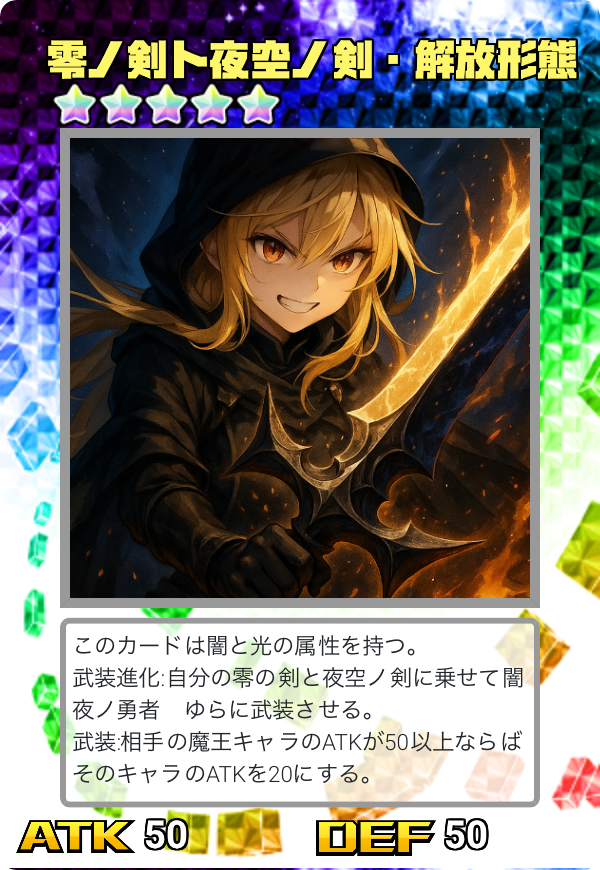 零ノ剣ト夜空ノ剣・解放形態
このカードは闇と光の属性を持つ。
武装進化:自分の零の剣と夜空ノ剣に乗せて闇
夜ノ勇者　ゆらに武装させる。
武装:相手の魔王キャラのATKが50以上ならば
そのキャラのATKを20にする。
ATK 50 DEF 50